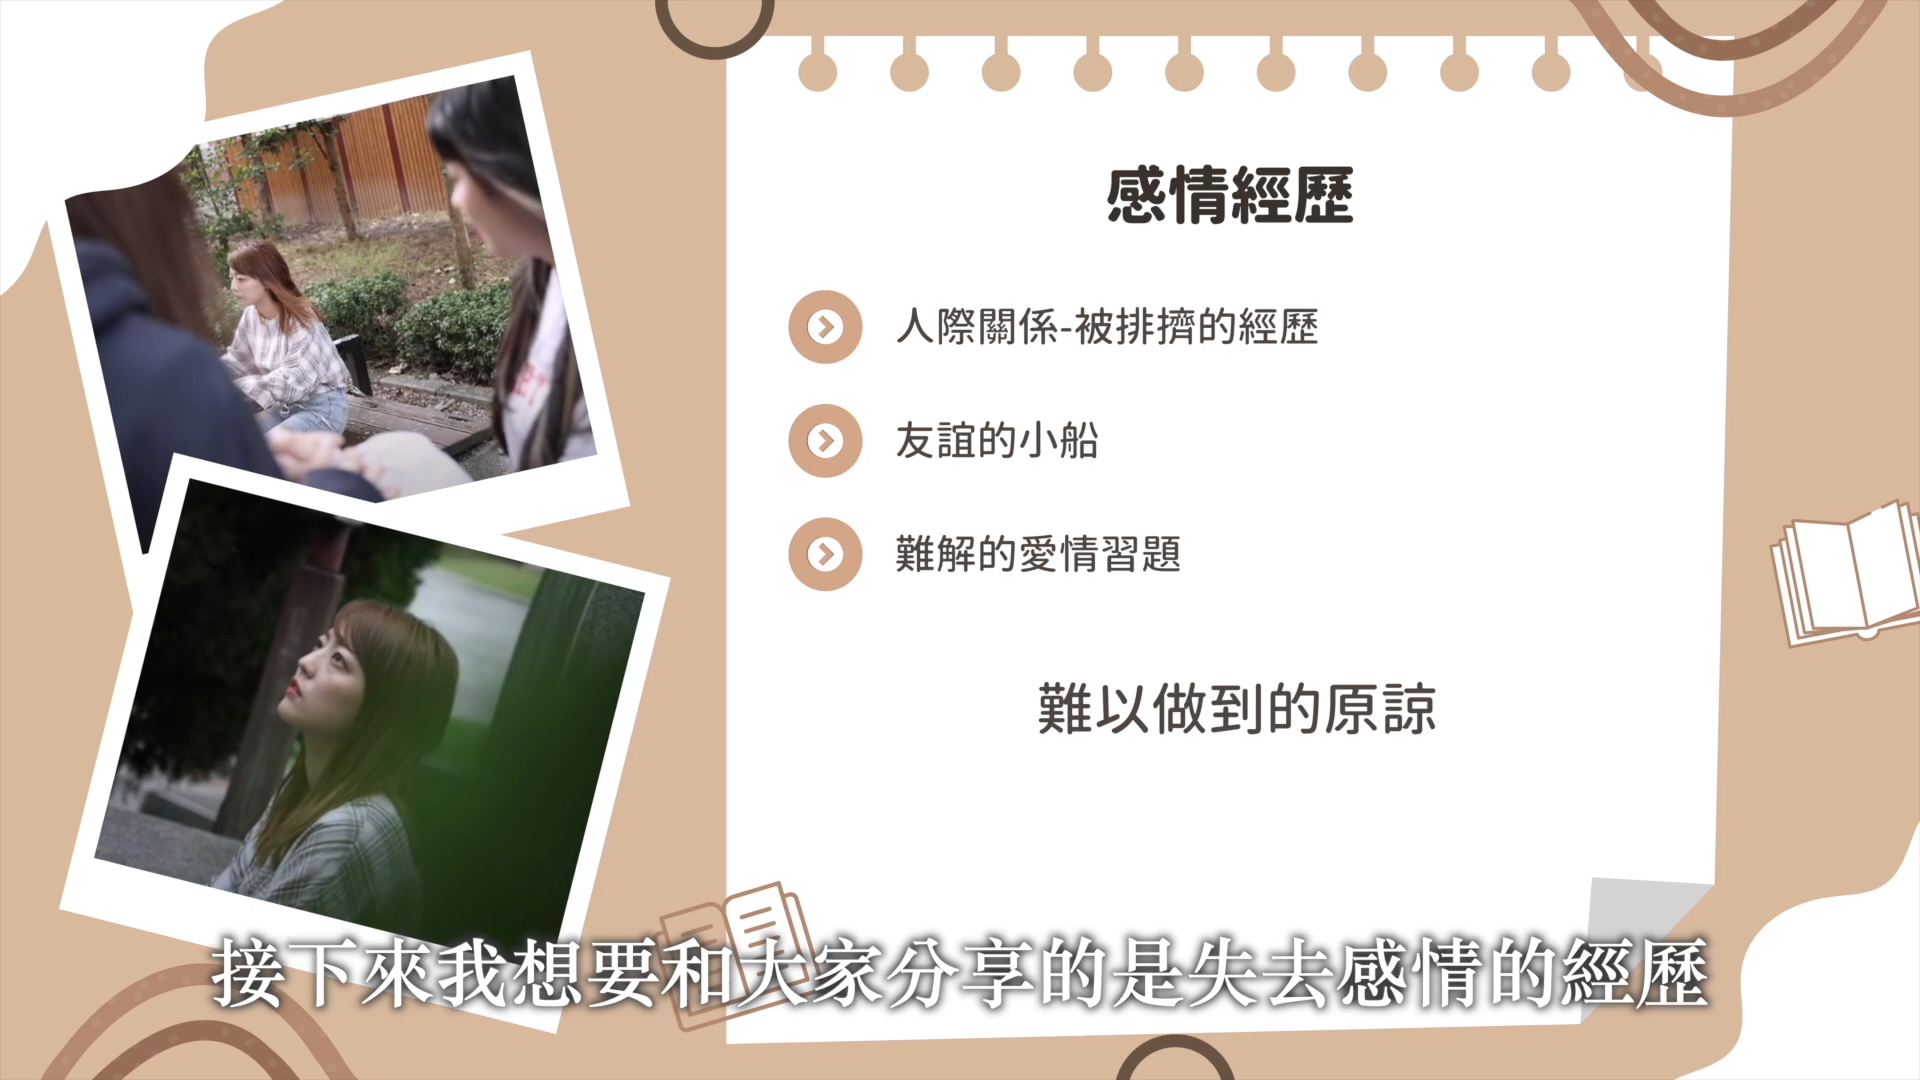 感情經歷
人際關係-被排擠的經歷
友誼的小船
難解的愛情習題
難以做到的原諒
接下來我想要和大家分享的是失去感情的經歷